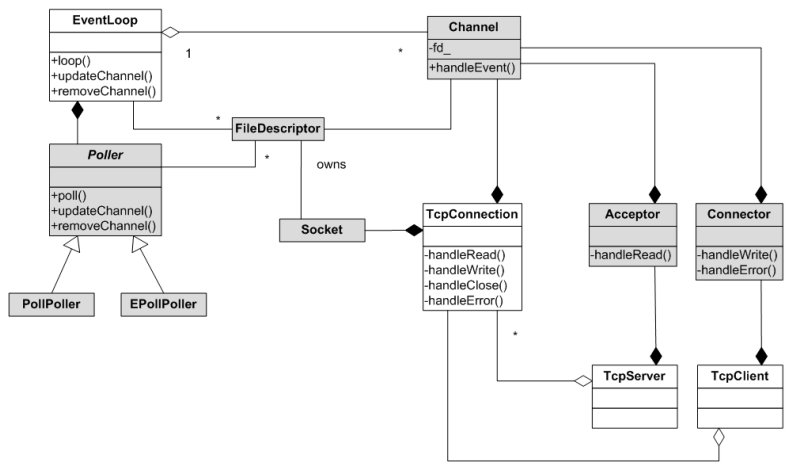 EventLoop
+loop()
+updateChannel()
+removeChannel()
1
*
Channel
-fd_
+handleEvent()
*
FileDescriptor
*
owns
Poller
+poll()
+updateChannel()
+removeChannel()
Socket
TcpConnection
-handleRead()
-handleWrite()
-handleClose()
-handleError()
Acceptor
-handleRead()
Connector
-handleWrite()
-handleError()
PollPoller
EPollPoller
*
TcpServer
TcpClient